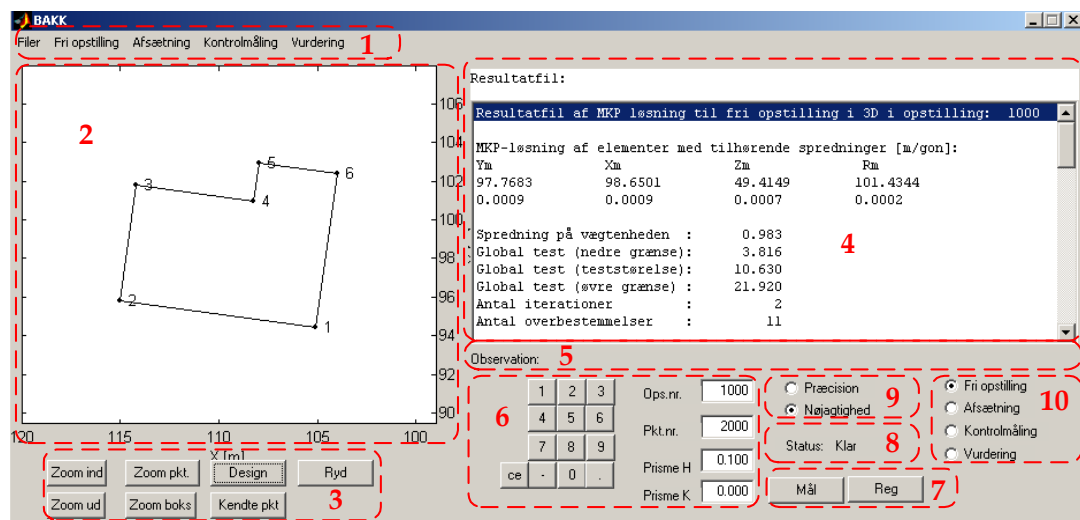 BAKK
Filer Fri opstilling Afsætning Kontrolmåling Vurdering 1
2
106
104
102
100
98
96
94
92
90
120 115 110 105 100
X [m]
1
2
3
4
5
6
Zoom ind Zoom pkt. Design Ryd
Zoom ud Zoom boks Kendte pkt 3
Resultatfil:
Resultatfil af MKP løsning til fri opstilling i 3D i opstilling: 1000
MKP-løsning af elementer med tilhørende spredninger [m/gon]:
Ym Xm Zm Rm
97.7683 98.6501 49.4149 101.4344
0.0009 0.0009 0.0007 0.0002
Spredning på vægtenheden : 0.983
Global test (nedre grænse): 3.816
Global test (teststørelse): 10.630
Global test (øvre grænse) : 21.920
Antal iterationer : 2
Antal overbestemmelser : 11
4
Observation: 5
6
1 2 3
4 5 6
7 8 9
ce - 0 .
Ops.nr. 1000
Pkt.nr. 2000
Prisme H 0.100
Prisme K 0.000
Præcision
Nøjagtighed
9
Status: Klar 8
Mål Reg 7
Fri opstilling
Afsætning
Kontrolmåling
Vurdering
10